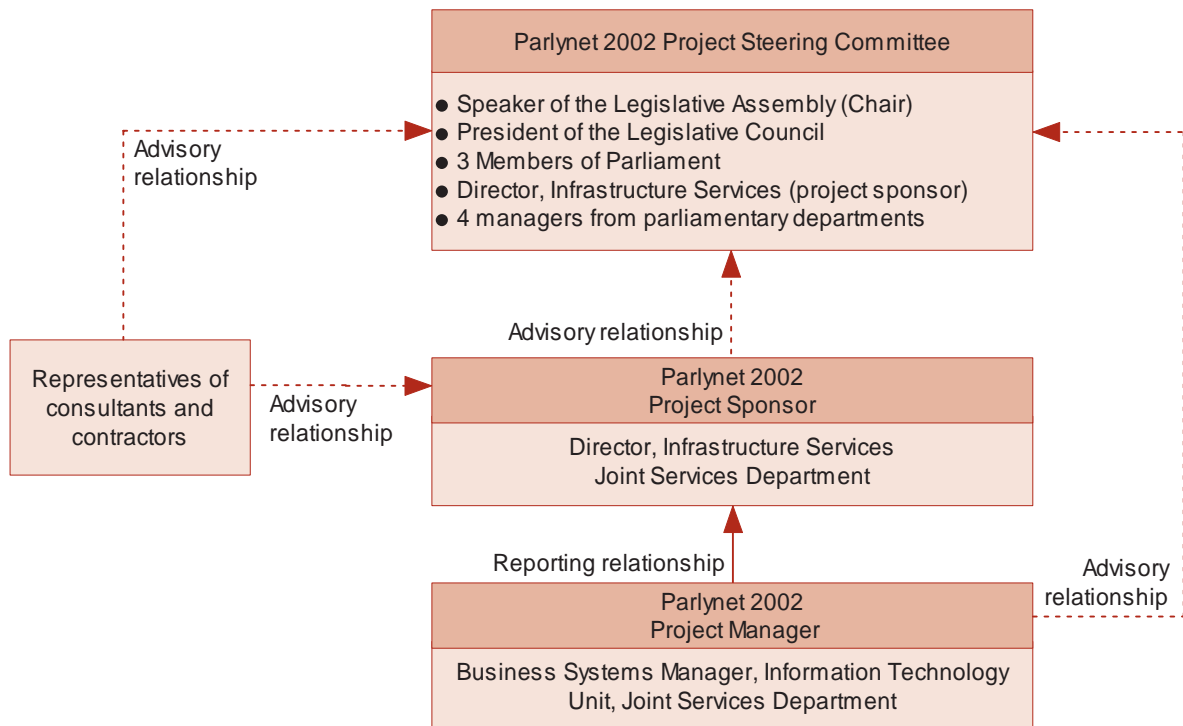 Parlynet 2002 Project Steering Committee
● Speaker of the Legislative Assembly (Chair)
● President of the Legislative Council
● 3 Members of Parliament
● Director, Infrastructure Services (project sponsor)
● 4 managers from parliamentary departments
Advisory
relationship
Advisory relationship
Representatives of
consultants and
contractors
Advisory
relationship
Parlynet 2002
Project Sponsor
Director, Infrastructure Services
Joint Services Department
Reporting relationship
Advisory
relationship
Parlynet 2002
Project Manager
Business Systems Manager, Information Technology
Unit, Joint Services Department